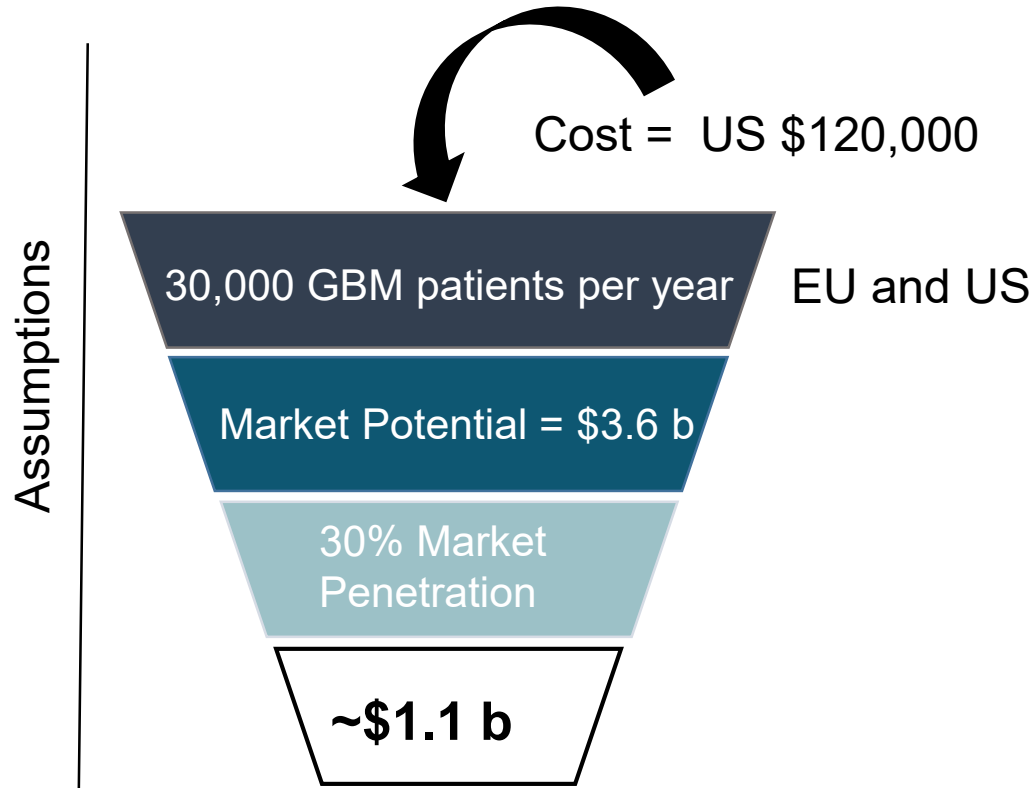 Assumptions
Cost = US $120,000
30,000 GBM patients per year
EU and US
Market Potential = $3.6 b
30% Market
Penetration
~$1.1 b